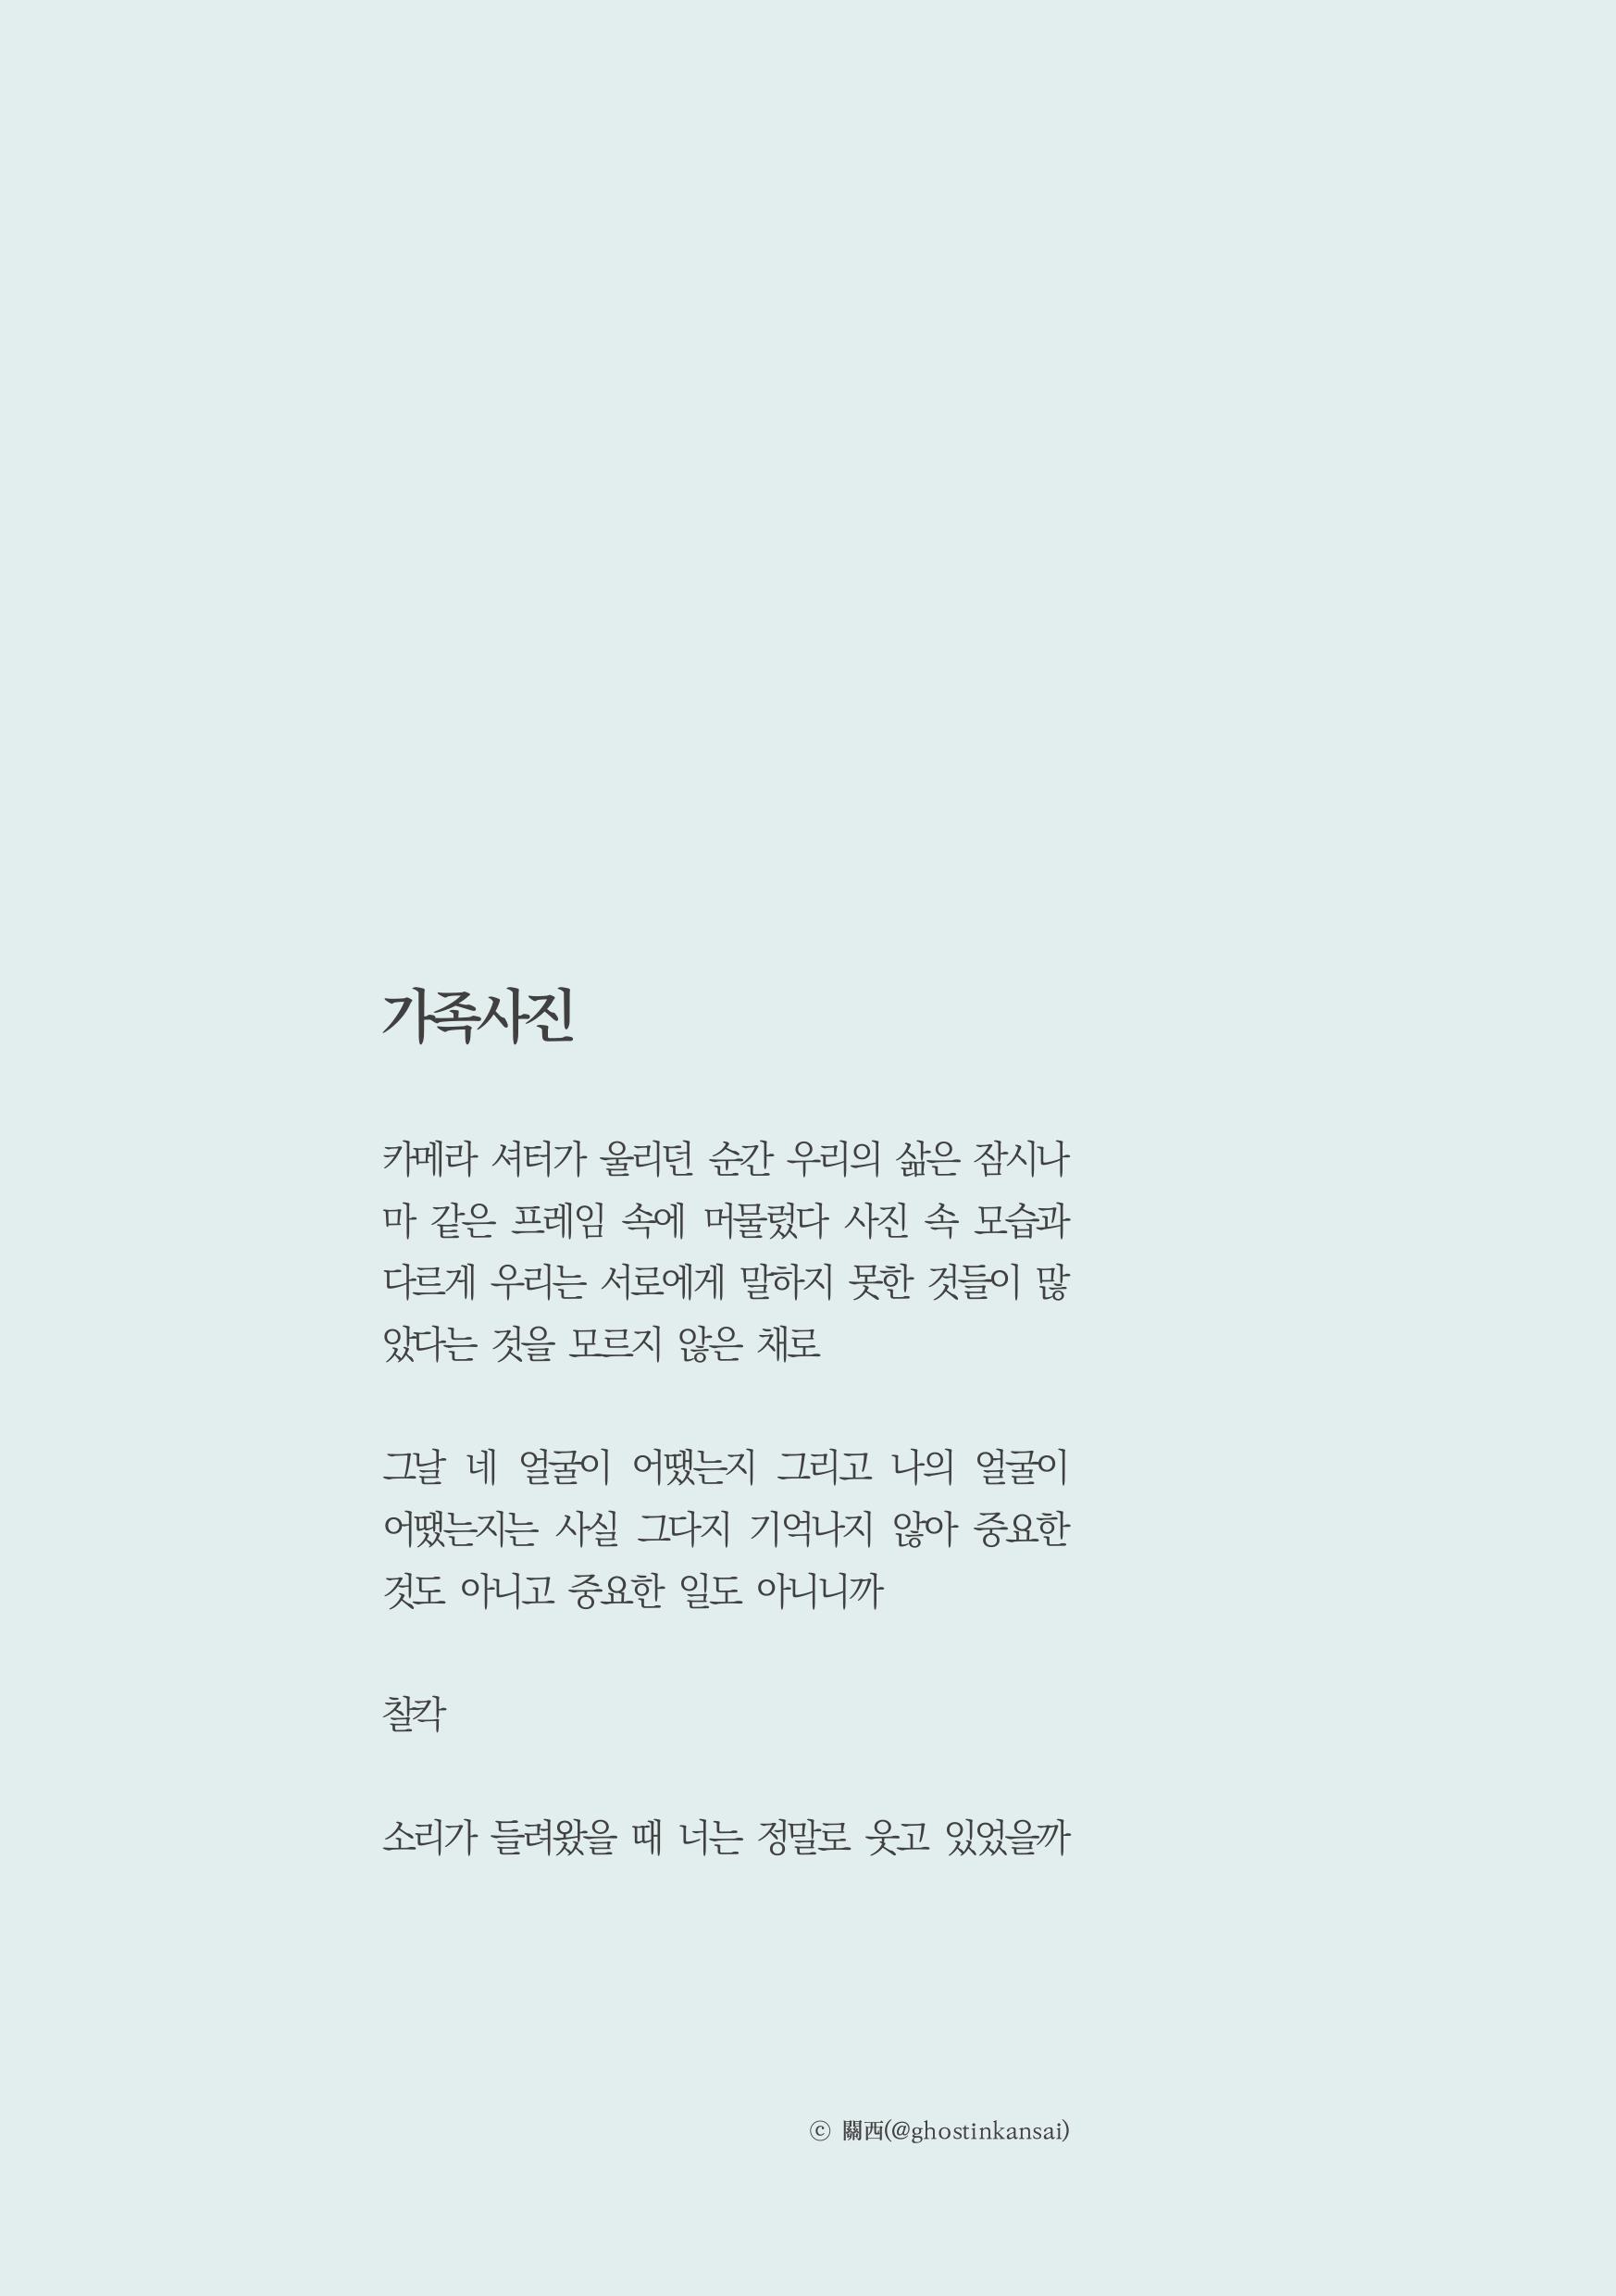 가족사진
카메라 셔터가 울리던 순간 우리의 삶은 잠시나
마 같은 프레임 속에 머물렀다 사진 속 모습과
다르게 우리는 서로에게 말하지 못한 것들이 많
았다는 것을 모르지 않은 채로
그날 네 얼굴이 어땠는지 그리고 나의 얼굴이
어땠는지는 사실 그다지 기억나지 않아 중요한
것도 아니고 중요한 일도 아니니까
찰칵
소리가 들려왔을 때 너는 정말로 웃고 있었을까
ⓒ 關西(@ghostinkansai)